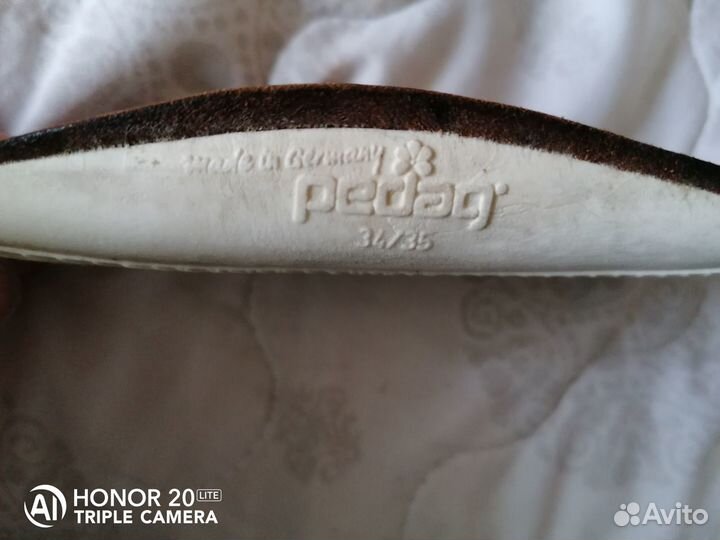 Made in Germany
pedag
34/35
HONOR 20 LITE
TRIPLE CAMERA
Avito